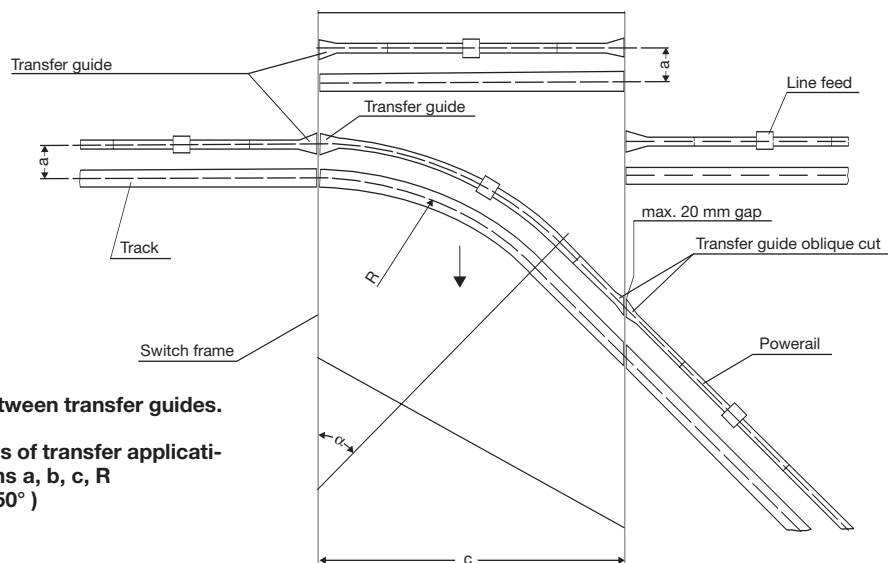 a
Transfer guide
Line feed
Transfer guide
a
max. 20 mm gap
Track
Transfer guide oblique cut
R
Powerail
Switch frame
tween transfer guides.
α
s of transfer applicati-
ns a, b, c, R
50° )
c